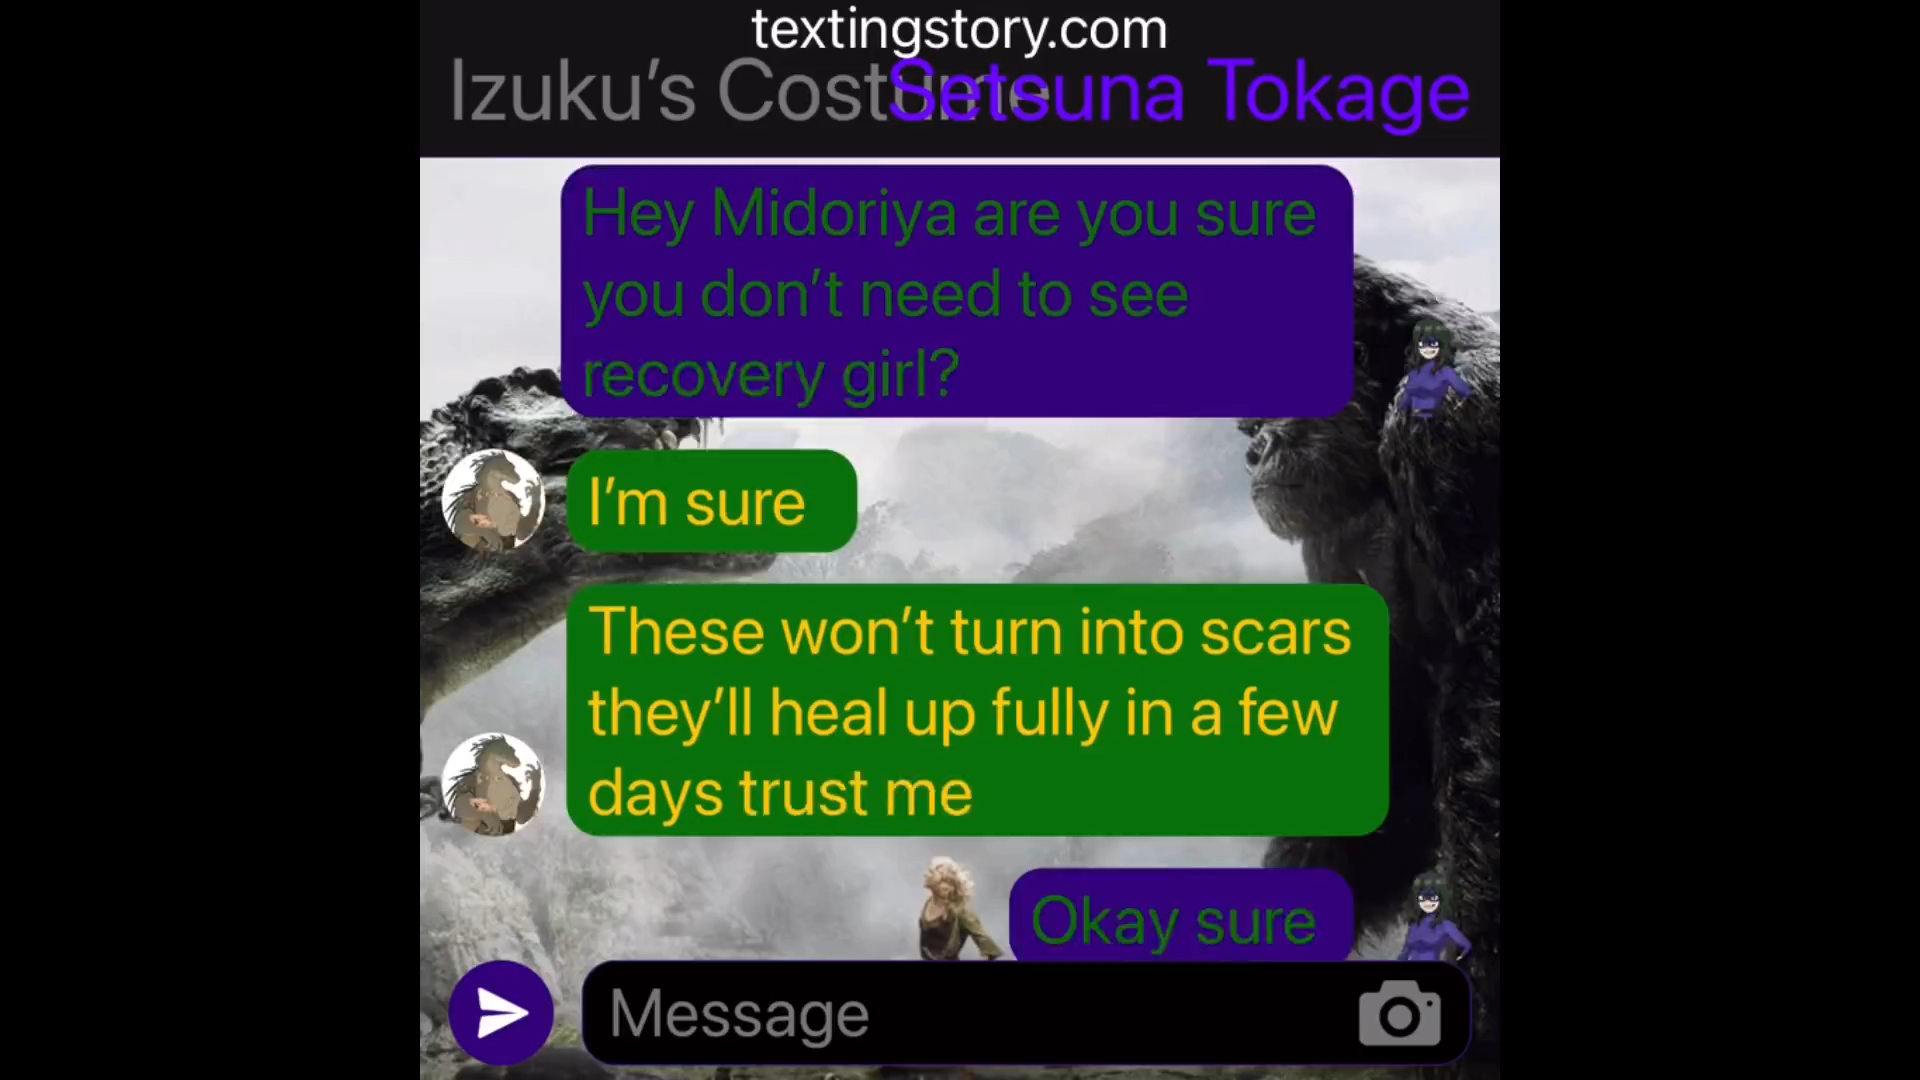 textingstory.com
Izuku’s Costume
Setsuna Tokage
Hey Midoriya are you sure
you don’t need to see
recovery girl?
I’m sure
These won’t turn into scars
they’ll heal up fully in a few
days trust me
Okay sure
Message